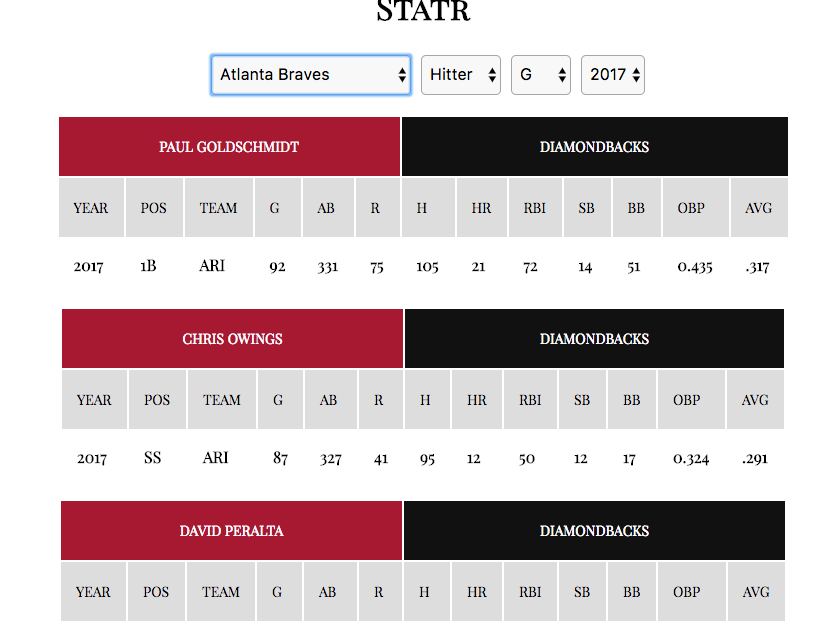 STATR
Atlanta Braves Hitter G 2017
PAUL GOLDSCHMIDT DIAMONDBACKS
YEAR POS TEAM G AB R H HR RBI SB BB OBP AVG
2017 1B ARI 92 331 75 105 21 72 14 51 0.435 .317
CHRIS OWINGS DIAMONDBACKS
YEAR POS TEAM G AB R H HR RBI SB BB OBP AVG
2017 SS ARI 87 327 41 95 12 50 12 17 0.324 .291
DAVID PERALTA DIAMONDBACKS
YEAR POS TEAM G AB R H HR RBI SB BB OBP AVG